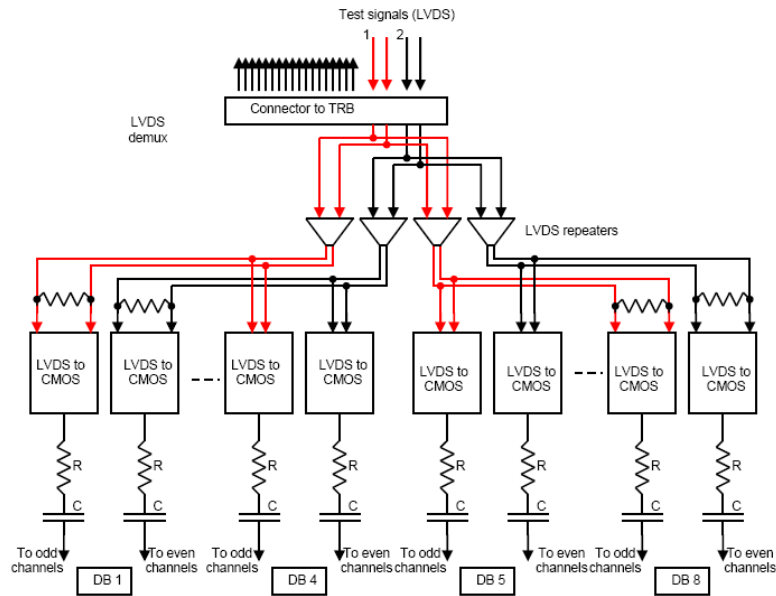 Test signals (LVDS)
1 2
Connector to TRB
LVDS
demux
LVDS repeaters
LVDS to
CMOS
LVDS to
CMOS
LVDS to
CMOS
LVDS to
CMOS
LVDS to
CMOS
LVDS to
CMOS
LVDS to
CMOS
LVDS to
CMOS
R R R R R R R R
C C C C C C C C
To odd
channels
To even
channels
To odd
channels
To even
channels
To odd
channels
To even
channels
To odd
channels
To even
channels
DB 1 DB 4 DB 5 DB 8